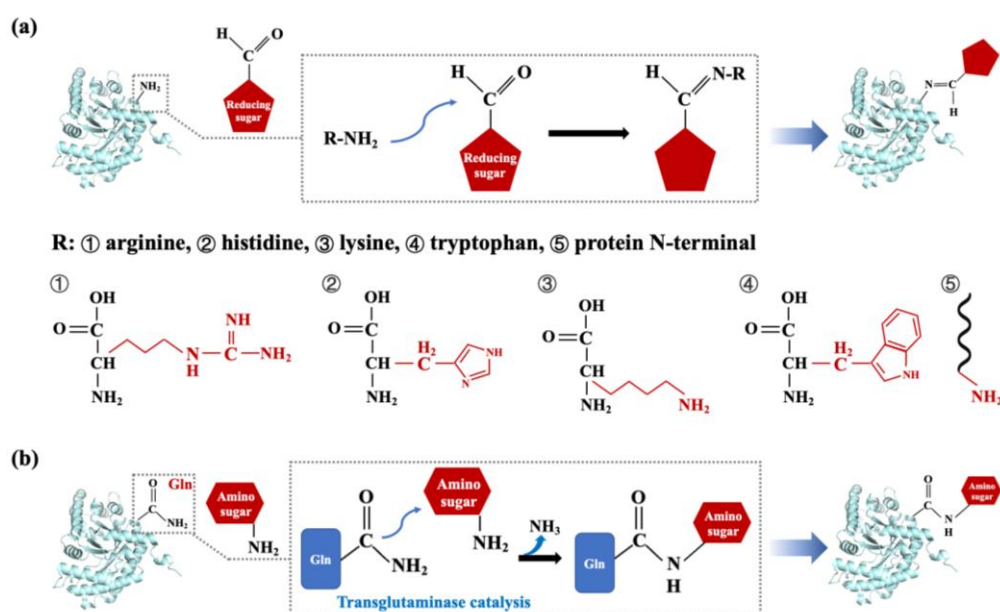 (a)
NH₂
H O
C
Reducing
sugar
R-NH₂
H O
C
Reducing
sugar
H N-R
C
N C
H
R: ① arginine, ② histidine, ③ lysine, ④ tryptophan, ⑤ protein N-terminal
①
OH
O C
CH
NH₂
N
H
C
NH
NH₂
②
OH
O C
CH
NH₂
H₂
C
NH
N
③
OH
O C
CH
NH₂
NH₂
④
OH
O C
CH
NH₂
H₂
C
NH
⑤
NH₂
(b)
O
NH₂
Gln
Amino
sugar
NH₂
Gln
O
NH₂
Amino
sugar
NH₂
NH₃
Transglutaminase catalysis
Gln
O
N
H
Amino
sugar
O
N
H
Amino
sugar